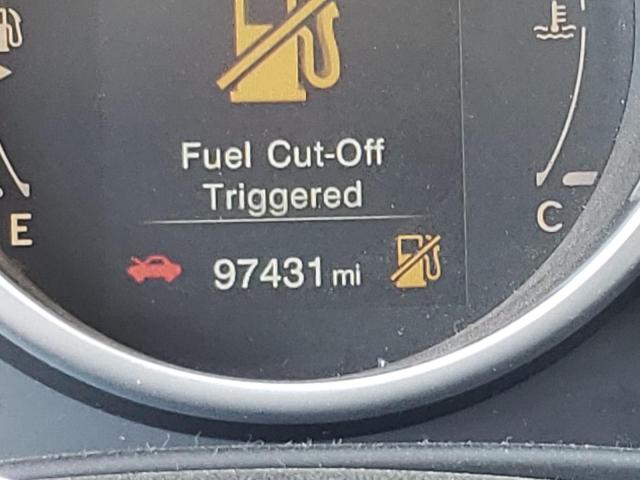 Fuel Cut-Off
Triggered
E
C
97431 mi